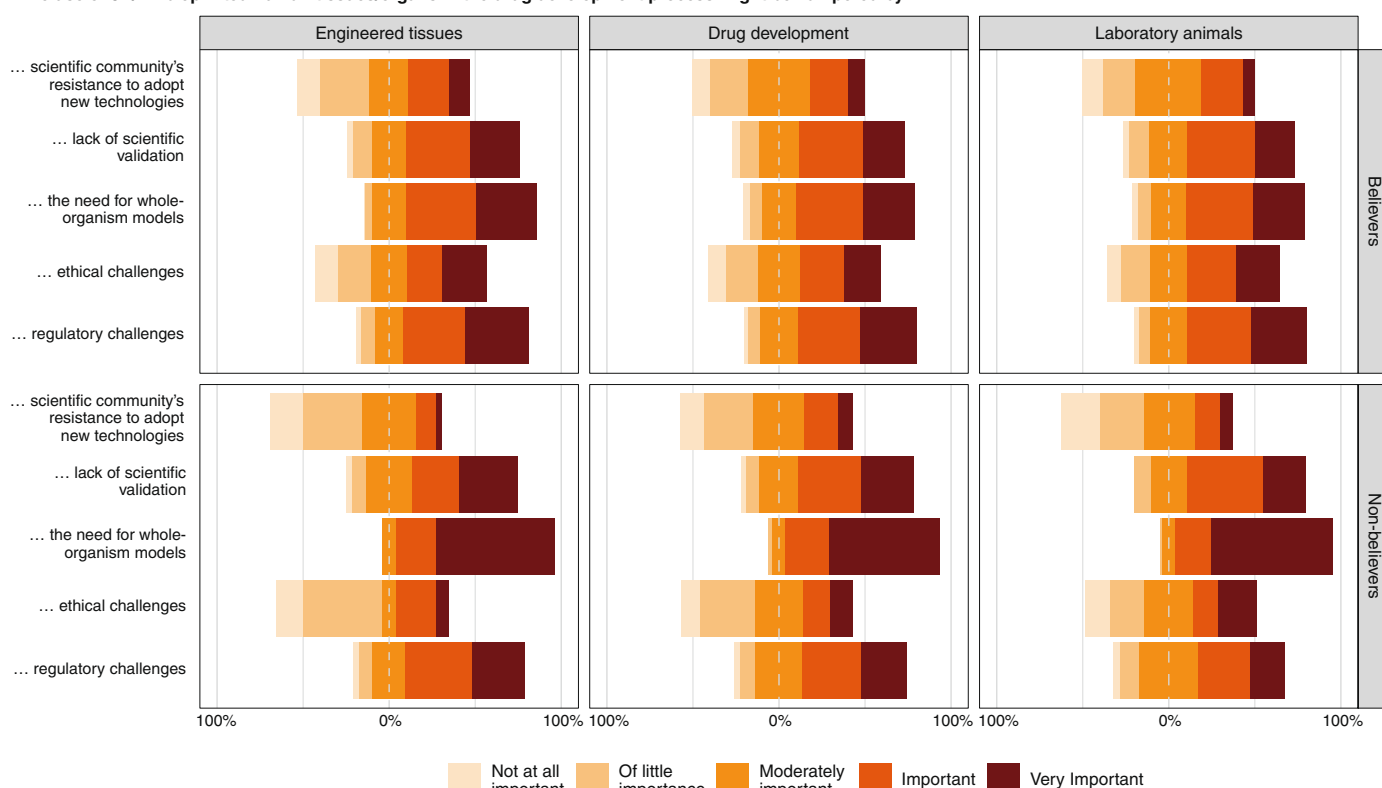 Engineered tissues
Drug development
Laboratory animals
… scientific community's
resistance to adopt
new technologies
… lack of scientific
validation
… the need for whole-
organism models
… ethical challenges
… regulatory challenges
Believers
… scientific community's
resistance to adopt
new technologies
… lack of scientific
validation
… the need for whole-
organism models
… ethical challenges
… regulatory challenges
Non-believers
100% 0% 100% 100% 0% 100% 100% 0% 100%
Not at all
important
Of little
importance
Moderately
important
Important
Very Important